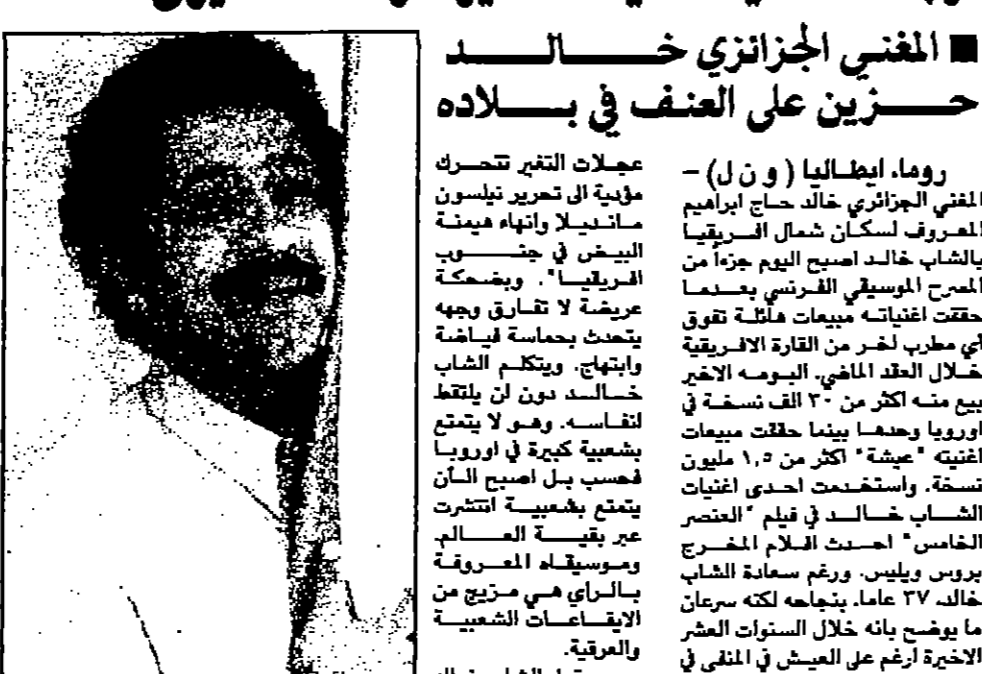 ■ المغني الجزائري خالد
حزين على العنف في بلاده
روما، ايطاليا (و ن ل) –
المغني الجزائري خالد حاج ابراهيم
المعروف لسكان شمال افريقيا
بالشاب خالد اصبح اليوم جزءاً من
المسرح الموسيقي الفرنسي بعدما
حققت اغنياته مبيعات هائلة تفوق
أي مطرب لخر من القارة الافريقية
خلال العقد الماضي. البومه الاخير
بيع منه اكثر من ٣٠ الف نسخة في
اوروبا وحدها بينما حققت مبيعات
اغنيته "عيشة" اكثر من ١,٥ مليون
نسخة. واستخدمت احدى اغنيات
الشاب خالد في فيلم "العنصر
الخامس" احدث افلام المخرج
بروس ويليس. ورغم سعادة الشاب
خالد، ٣٧ عاما، بنجاحه لكنه سرعان
ما يوضح بانه خلال السنوات العشر
الاخيرة ارغم على العيش في المنفى في
عجلات التغير تتحرك
مؤدية الى تحرير نيلسون
مانديلا وانهاء هيمنة
البيض في جنوب
افريقيا". وبضحكة
عريضة لا تفارق وجهه
يتحدث بحماسة فياضة
وابتهاج. ويتكلم الشاب
خالد دون لن يلتقط
لنفاسه. وهو لا يتمتع
بشعبية كبيرة في اوروبا
فحسب بل اصبح الآن
يتمتع بشعبية انتشرت
عبر بقية العالم.
وموسيقاه المعروفة
بالراي هي مزيج من
الايقاعات الشعبية
والعرقية.